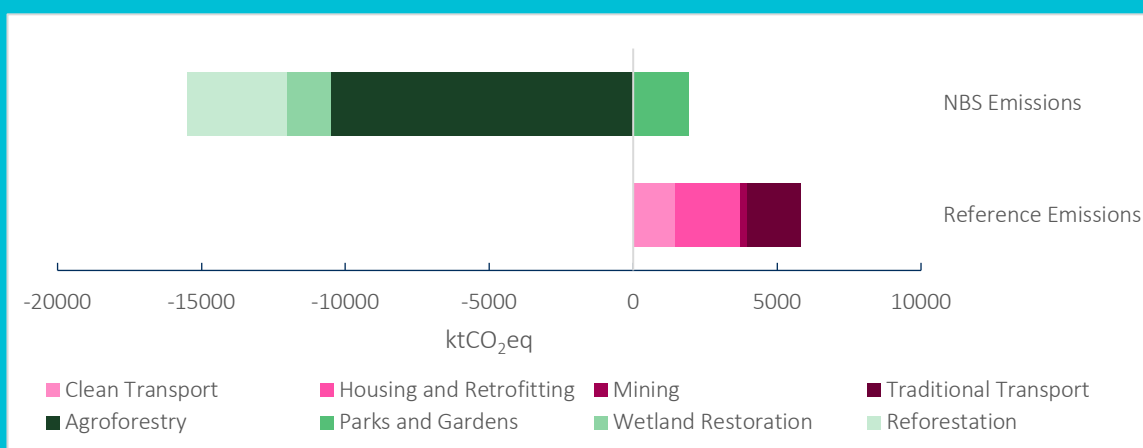 NBS Emissions
Reference Emissions
-20000 -15000 -10000 -5000 0 5000 10000
ktCO₂eq
Clean Transport Housing and Retrofitting Mining Traditional Transport
Agroforestry Parks and Gardens Wetland Restoration Reforestation